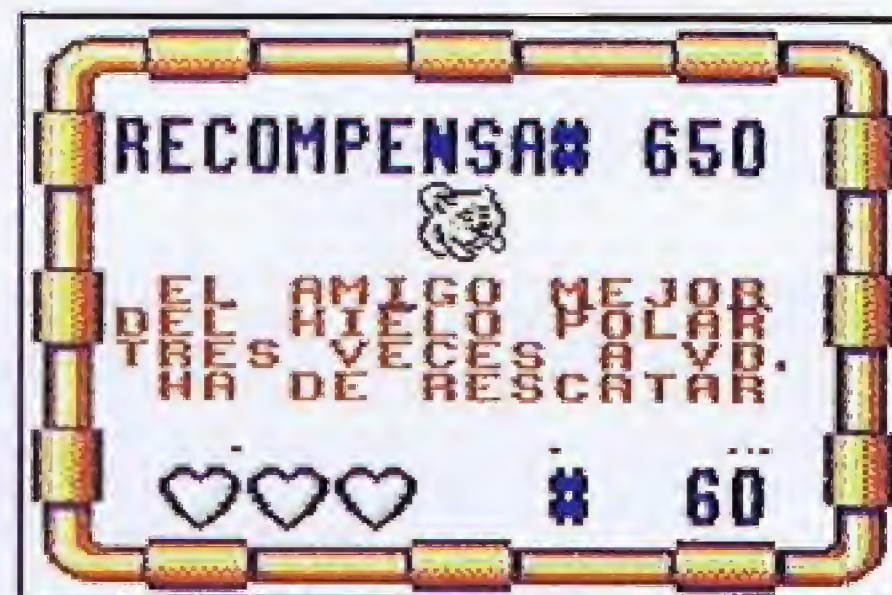 RECOMPENSA# 650
EL AMIGO MEJOR
DEL HIELO POLAR
TRES VECES A VD.
HA DE RESCATAR
# 60